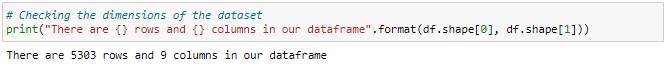 # Checking the dimensions of the dataset
print("There are {} rows and {} columns in our dataframe".format(df.shape[0], df.shape[1]))
There are 5303 rows and 9 columns in our dataframe